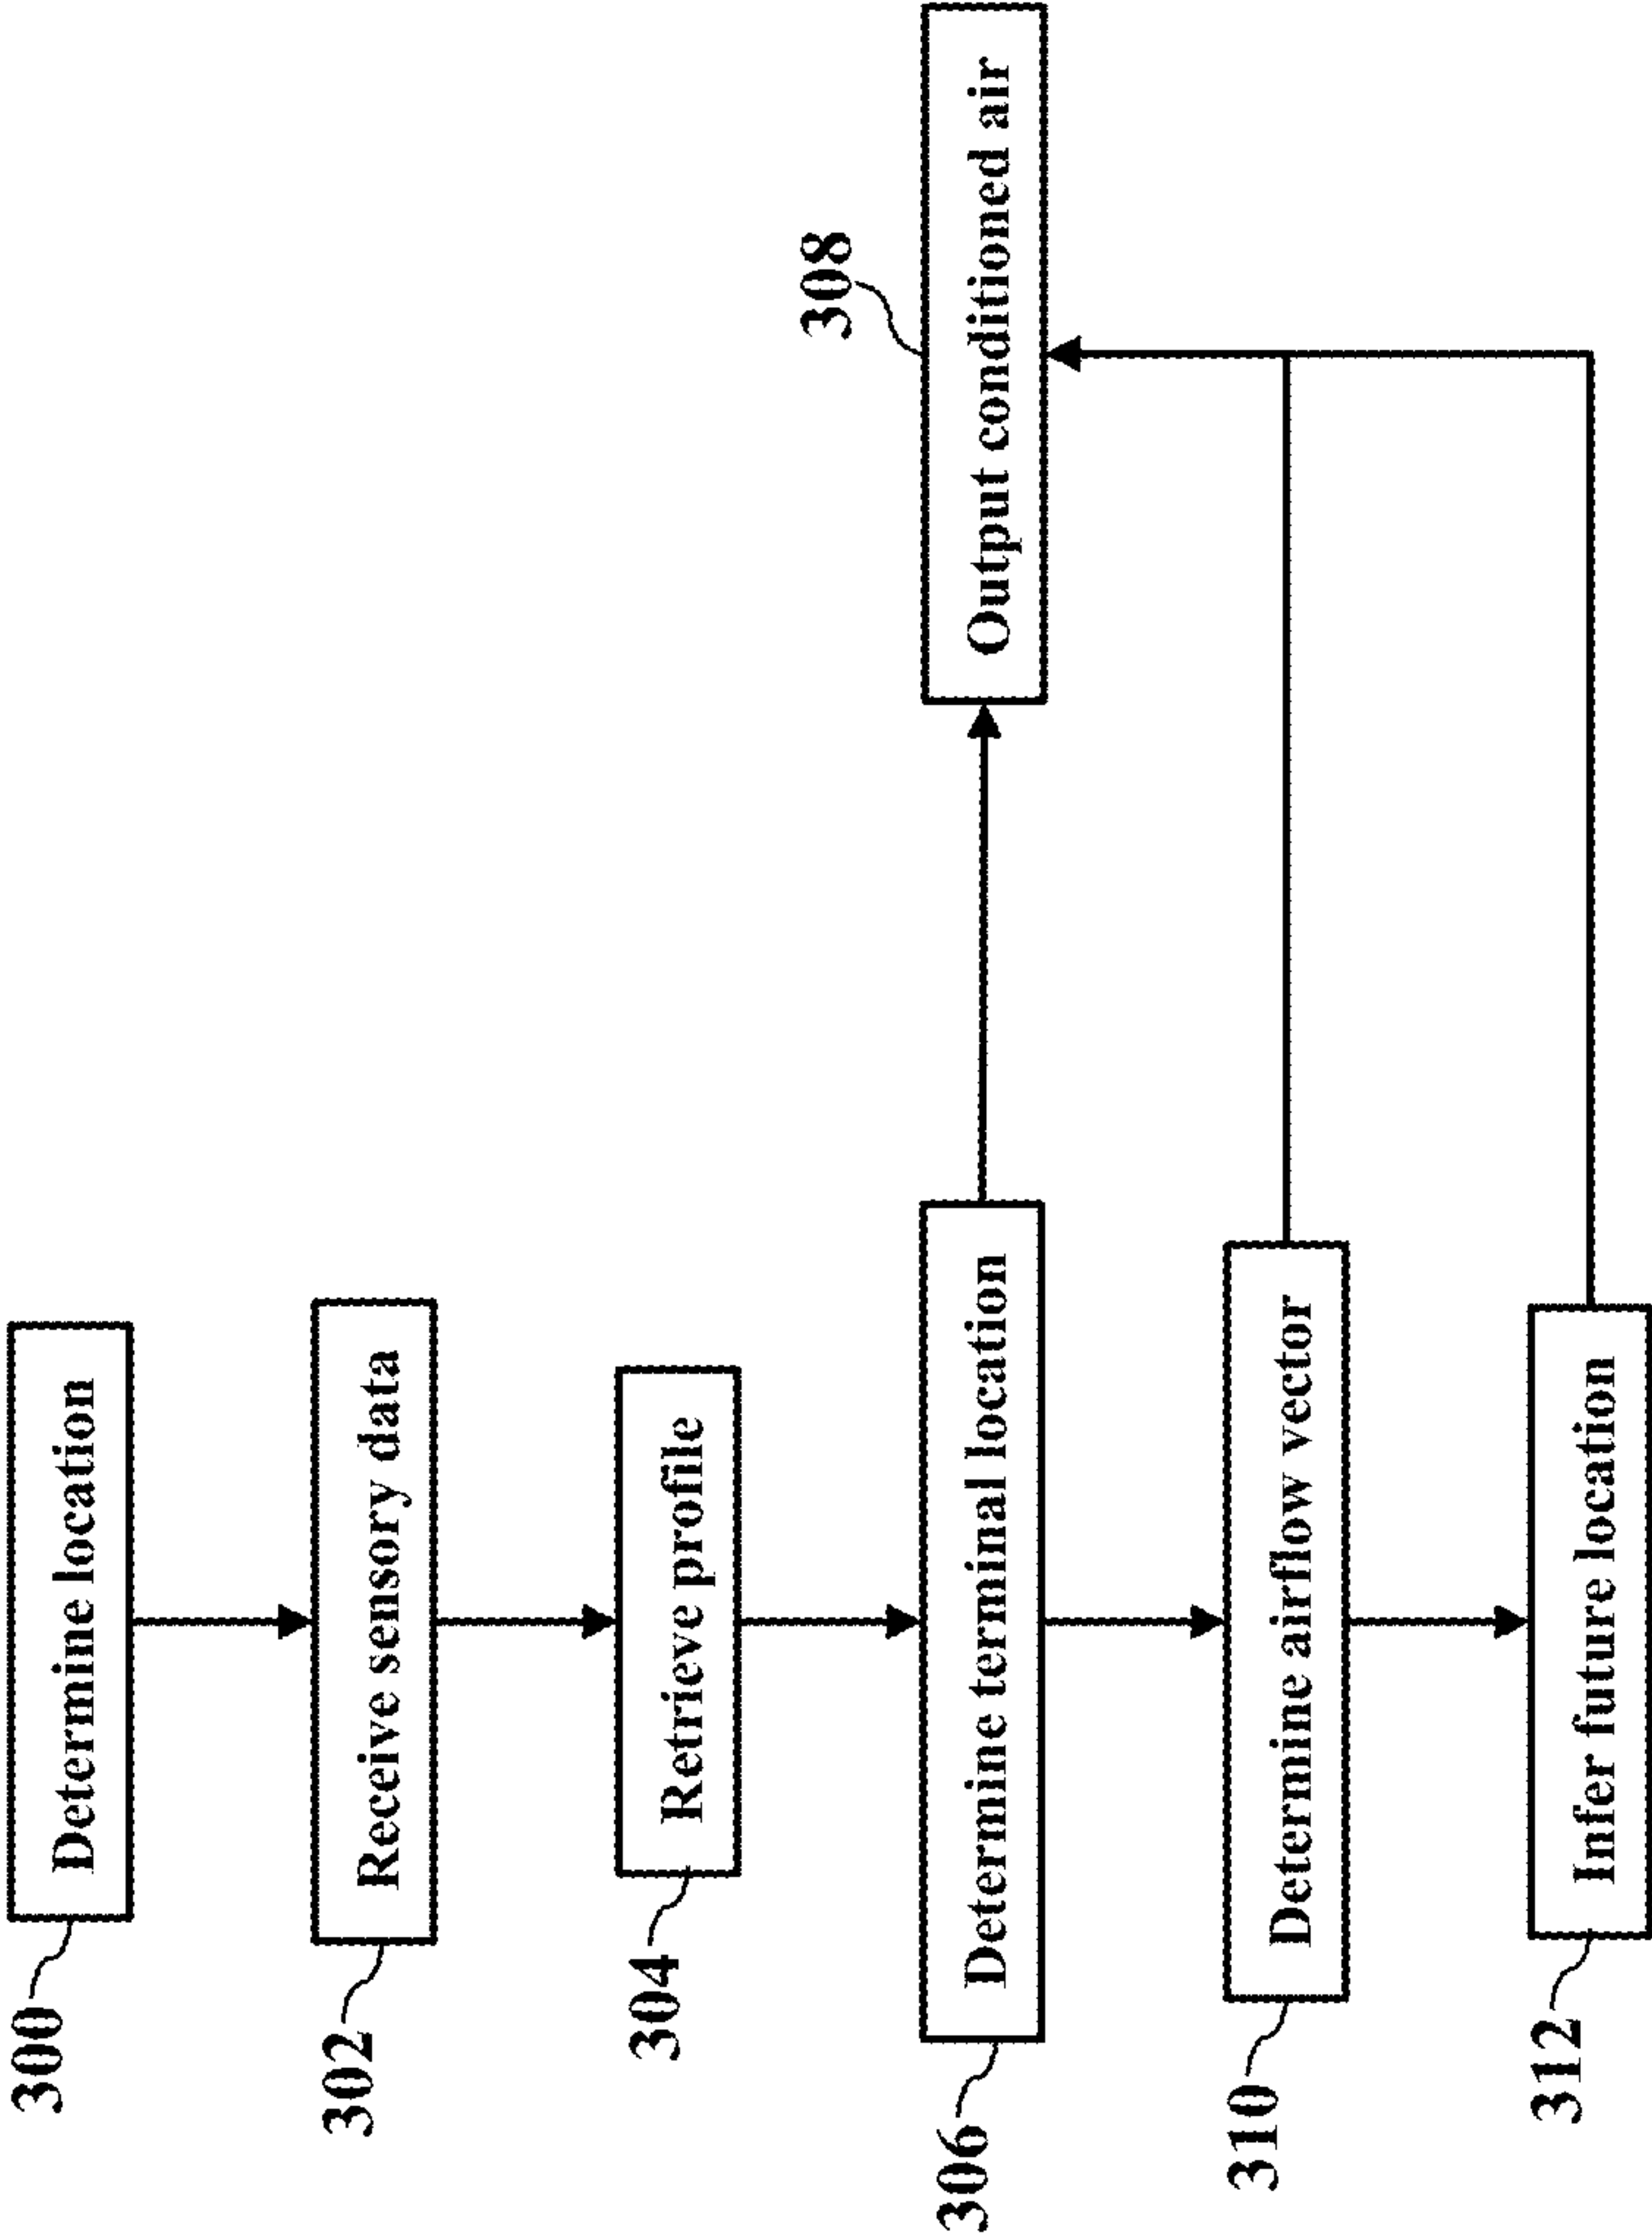 300
Determine location
302
Receive sensory data
304
Retrieve profile
306
Determine terminal location
308
Output conditioned air
310
Determine airflow vector
312
Infer future location